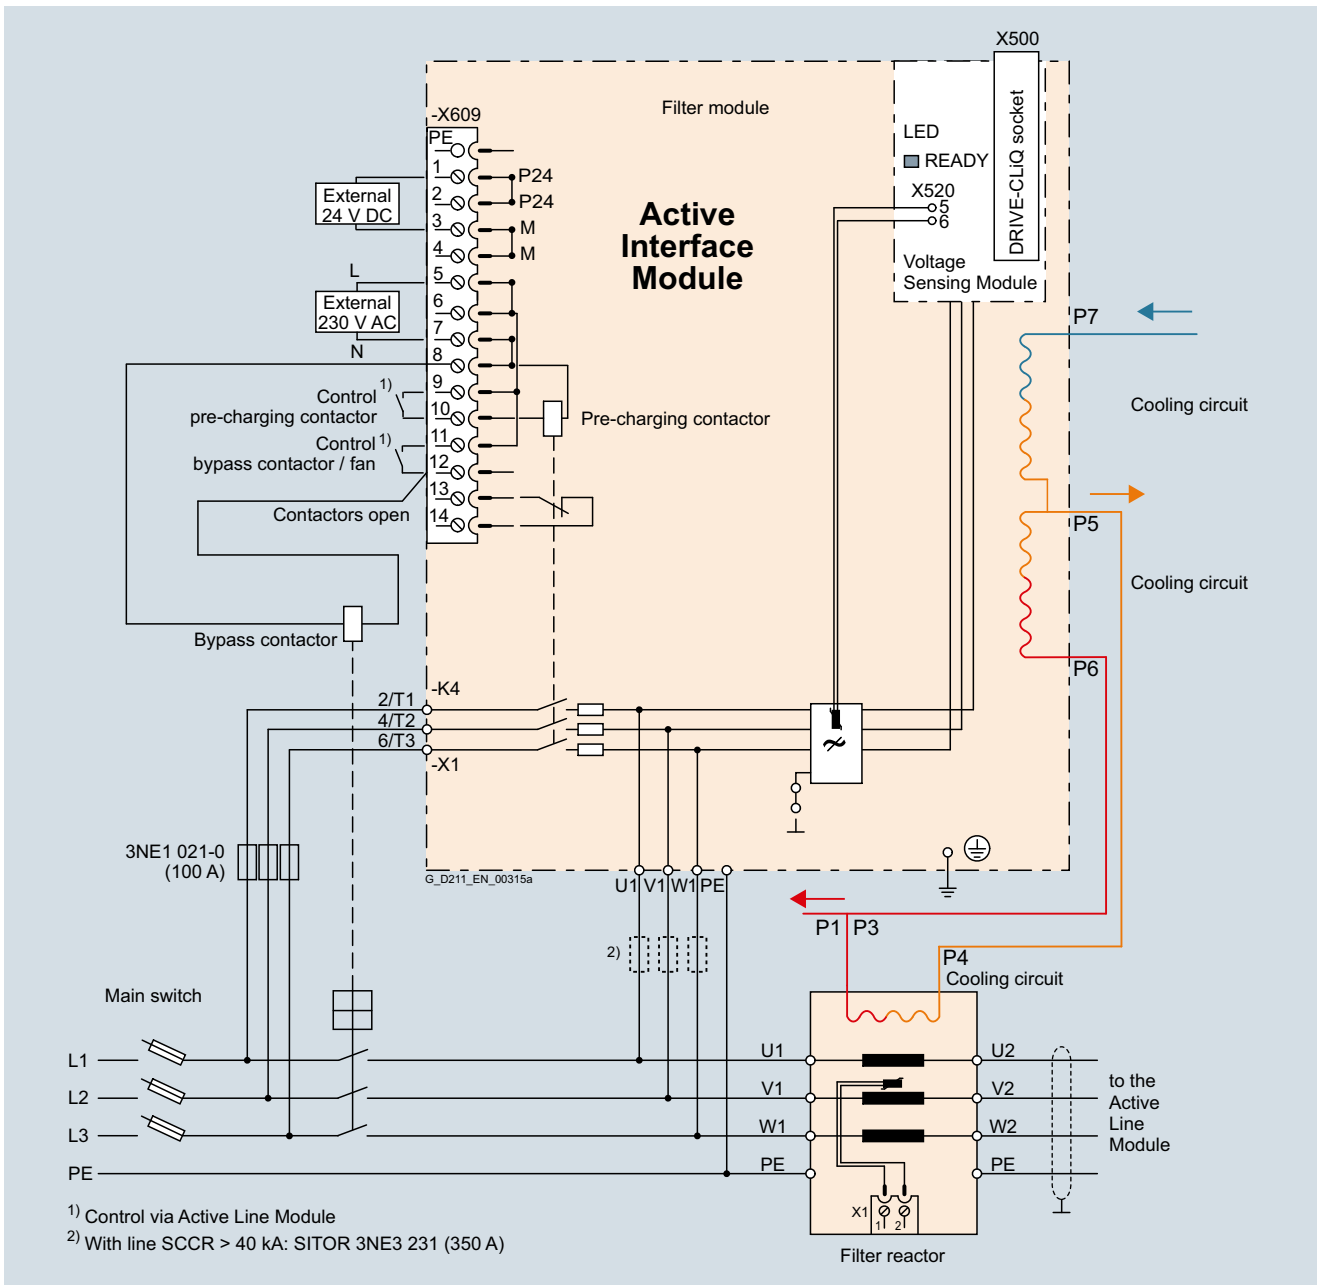 X500
Filter module
-X609
DRIVE-CLiQ socket
LED
READY
X520
5
6
Voltage
Sensing Module
Active
Interface
Module
PE
1
2
3
4
5
6
7
8
9
10
11
12
13
14
P24
P24
M
M
External
24 V DC
L
External
230 V AC
N
Control 1)
pre-charging contactor
Control 1)
bypass contactor / fan
Contactors open
Pre-charging contactor
Bypass contactor
P7
Cooling circuit
P5
Cooling circuit
P6
-K4
2/T1
4/T2
6/T3
-X1
3NE1 021-0
(100 A)
G_D211_EN_00315a
U1 V1 W1 PE
2)
P1 P3
P4
Cooling circuit
Main switch
L1
L2
L3
PE
U1
V1
W1
PE
U2
V2
W2
PE
X1
1
2
to the
Active
Line
Module
Filter reactor
1) Control via Active Line Module
2) With line SCCR > 40 kA: SITOR 3NE3 231 (350 A)